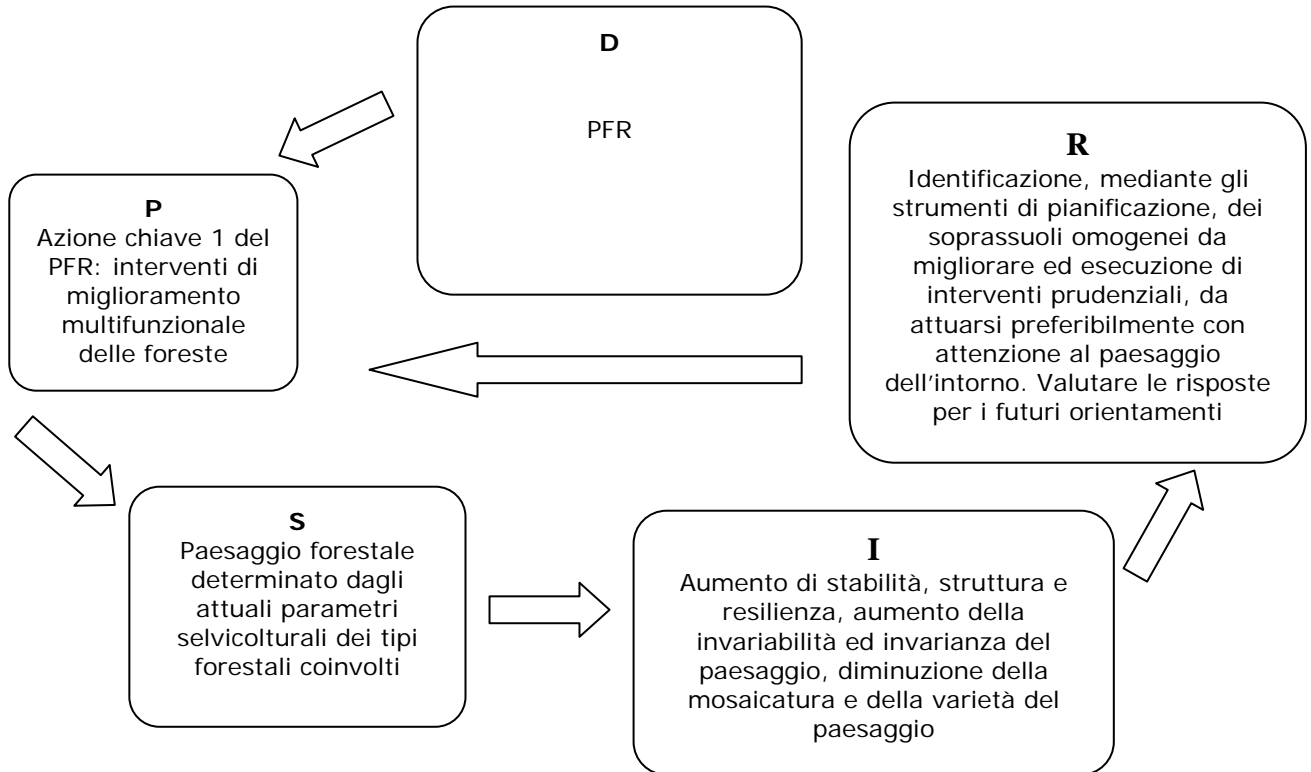 D
PFR
P
Azione chiave 1 del
PFR: interventi di
miglioramento
multifunzionale
delle foreste
S
Paesaggio forestale
determinato dagli
attuali parametri
selvicolturali dei tipi
forestali coinvolti
I
Aumento di stabilità, struttura e
resilienza, aumento della
invariabilità ed invarianza del
paesaggio, diminuzione della
mosaicatura e della varietà del
paesaggio
R
Identificazione, mediante gli
strumenti di pianificazione, dei
soprassuoli omogenei da
migliorare ed esecuzione di
interventi prudenziali, da
attuarsi preferibilmente con
attenzione al paesaggio
dell'intorno. Valutare le risposte
per i futuri orientamenti